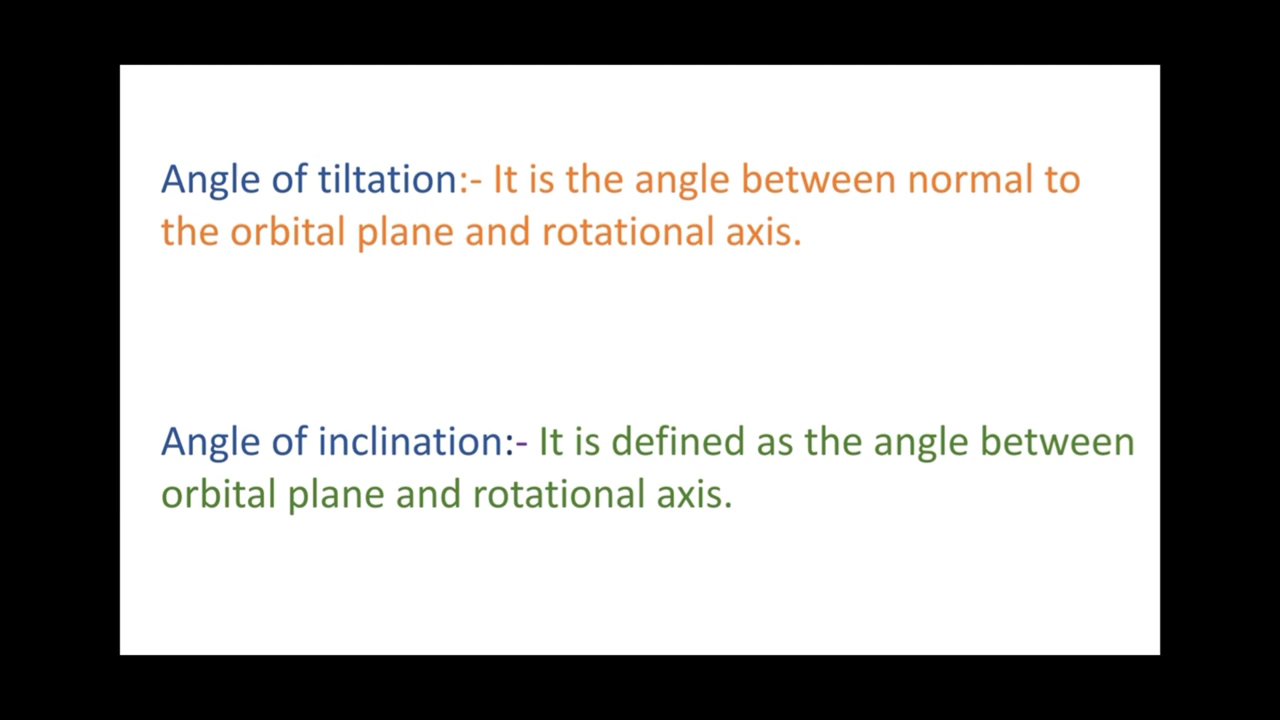 Angle of tiltation:- It is the angle between normal to
the orbital plane and rotational axis.
Angle of inclination:- It is defined as the angle between
orbital plane and rotational axis.